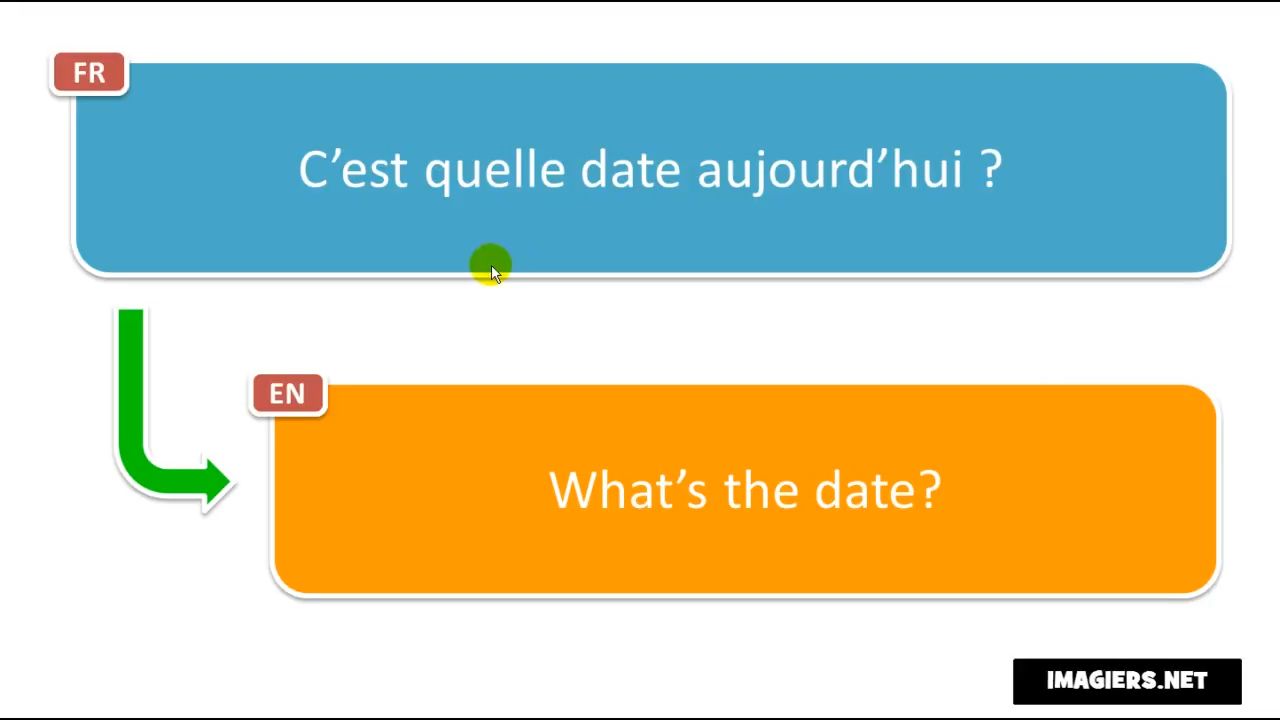 FR
C’est quelle date aujourd’hui ?
EN
What’s the date?
IMAGIERS.NET